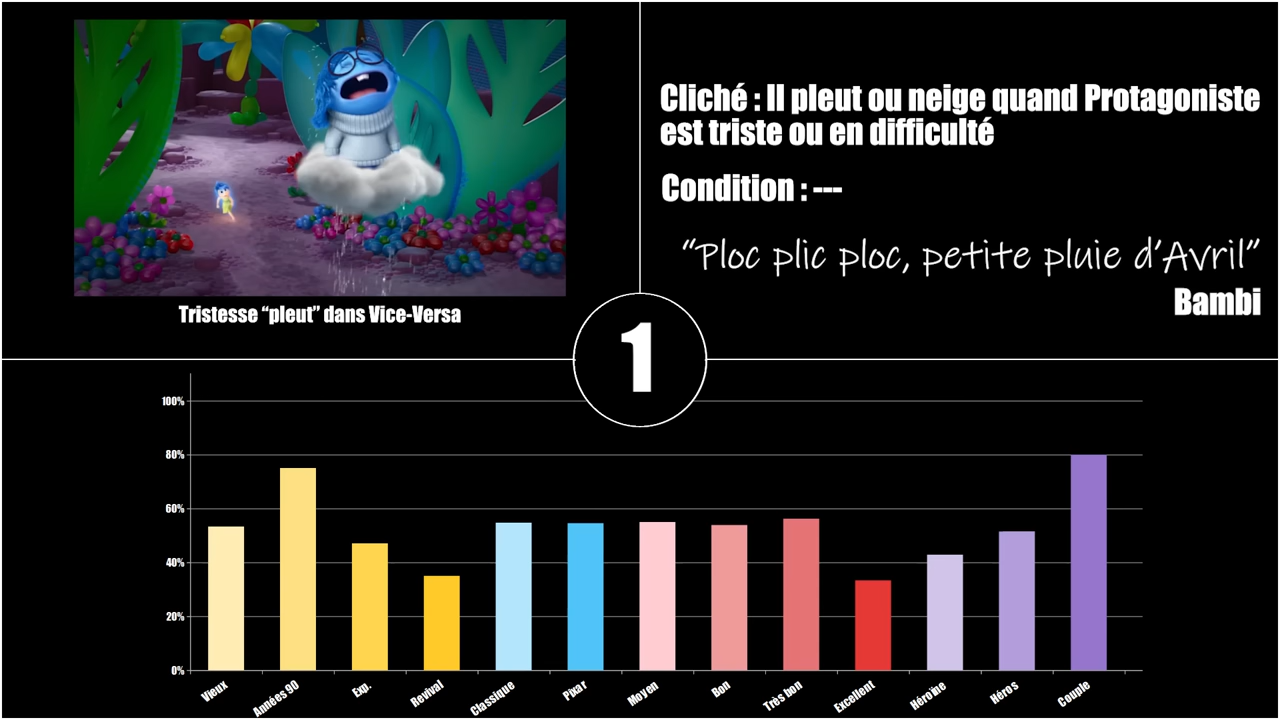 Cliché : Il pleut ou neige quand Protagoniste
est triste ou en difficulté
Condition : ---
“Ploc plic ploc, petite pluie d’Avril”
Bambi
Tristesse “pleut” dans Vice-Versa
1
100%
80%
60%
40%
20%
0%
Vieux
Années 90
Exp.
Revival
Classique
Pixar
Moyen
Bon
Très bon
Excellent
Héroïne
Héros
Couple